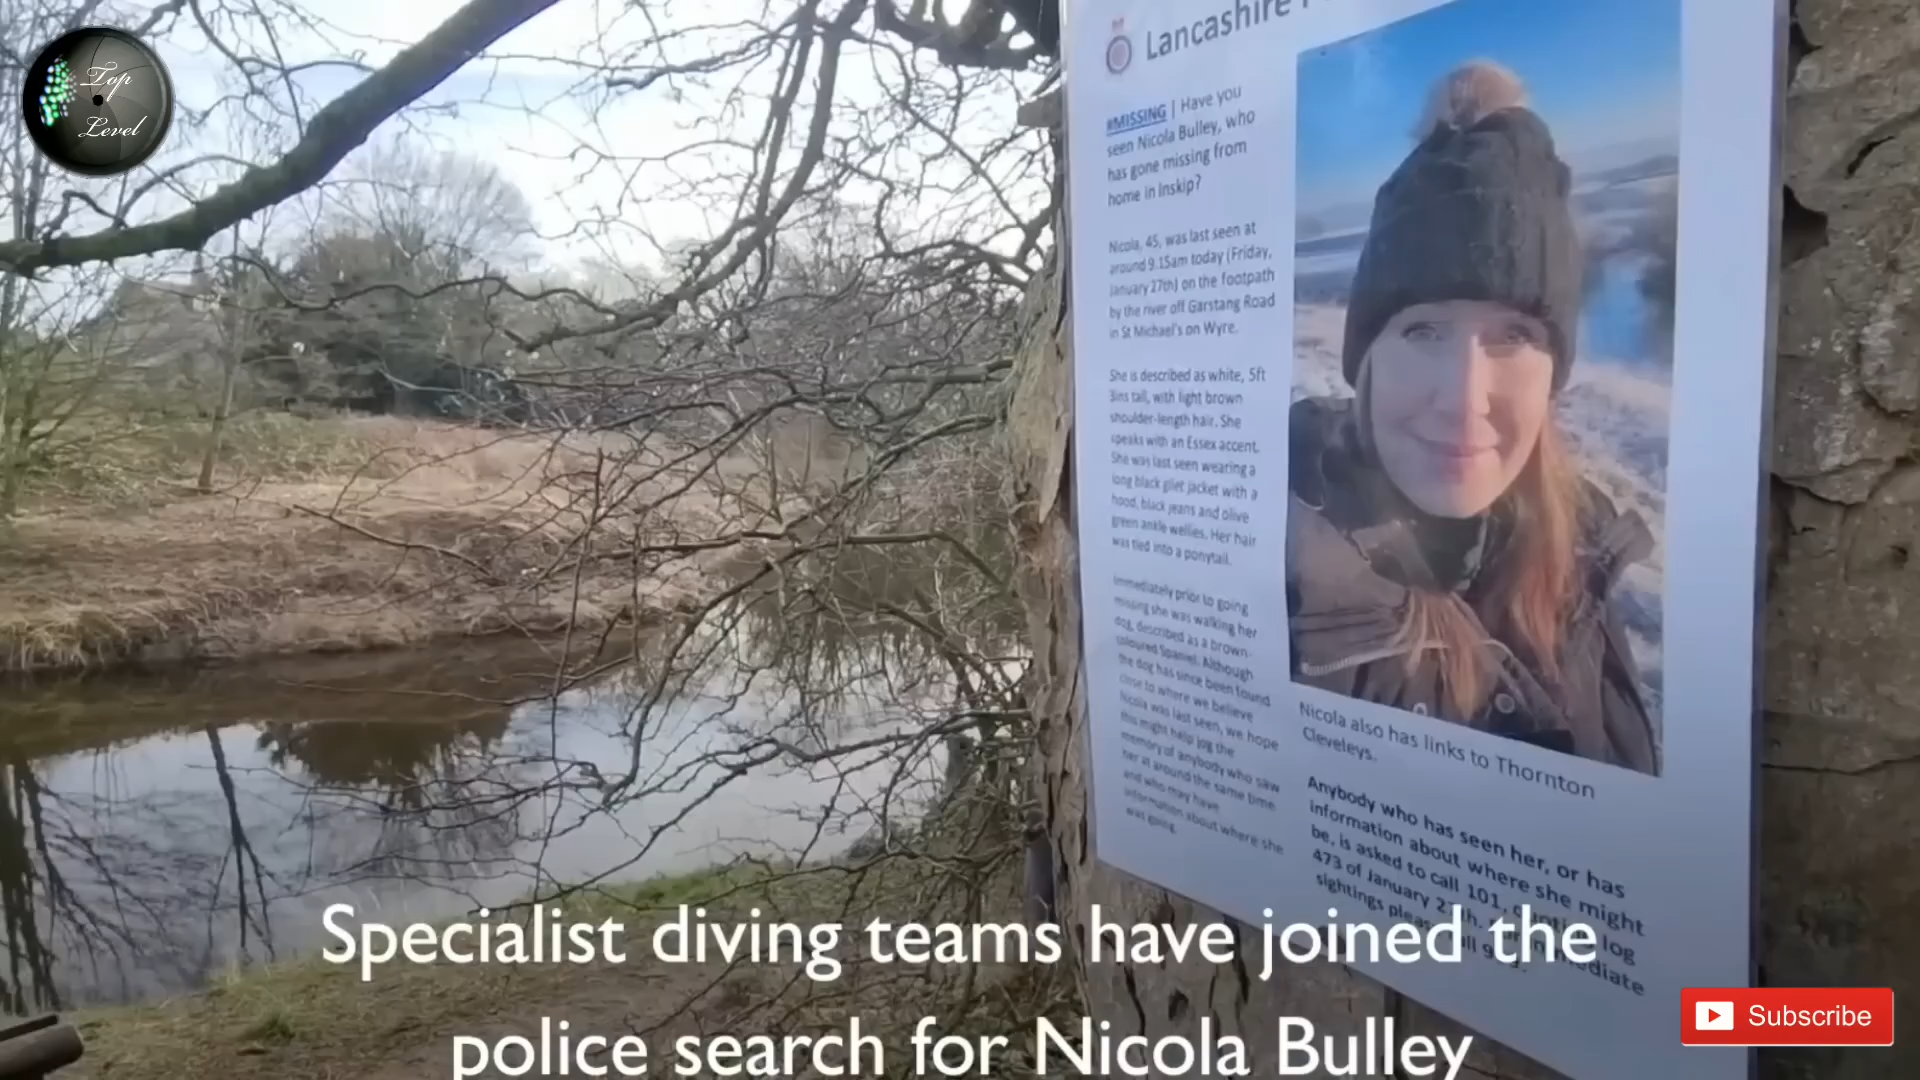 Top
Level
Lancashire
#MISSING | Have you
seen Nicola Bulley, who
has gone missing from
home in Inskip?
Nicola, 45, was last seen at
around 9.15am today (Friday,
January 27th) on the footpath
by the river off Garstang Road
in St Michael's on Wyre.
She is described as white, 5ft
3ins tall, with light brown
shoulder-length hair. She
speaks with an Essex accent.
She was last seen wearing a
long black gilet jacket with a
hood, black jeans and olive
green ankle wellies. Her hair
was tied into a ponytail.
Immediately prior to going
missing she was walking her
dog, described as a brown-
coloured Spaniel. Although
the dog has since been found
close to where we believe
Nicola was last seen, we hope
this might help jog the
memory of anybody who saw
her at around the same time
and who may have
information about where she
was going.
Nicola also has links to Thornton
Cleveleys.
Anybody who has seen her, or has
information about where she might
be, is asked to call 101, log
473 of January
sightings
Specialist diving teams have joined the
police search for Nicola Bulley
Subscribe